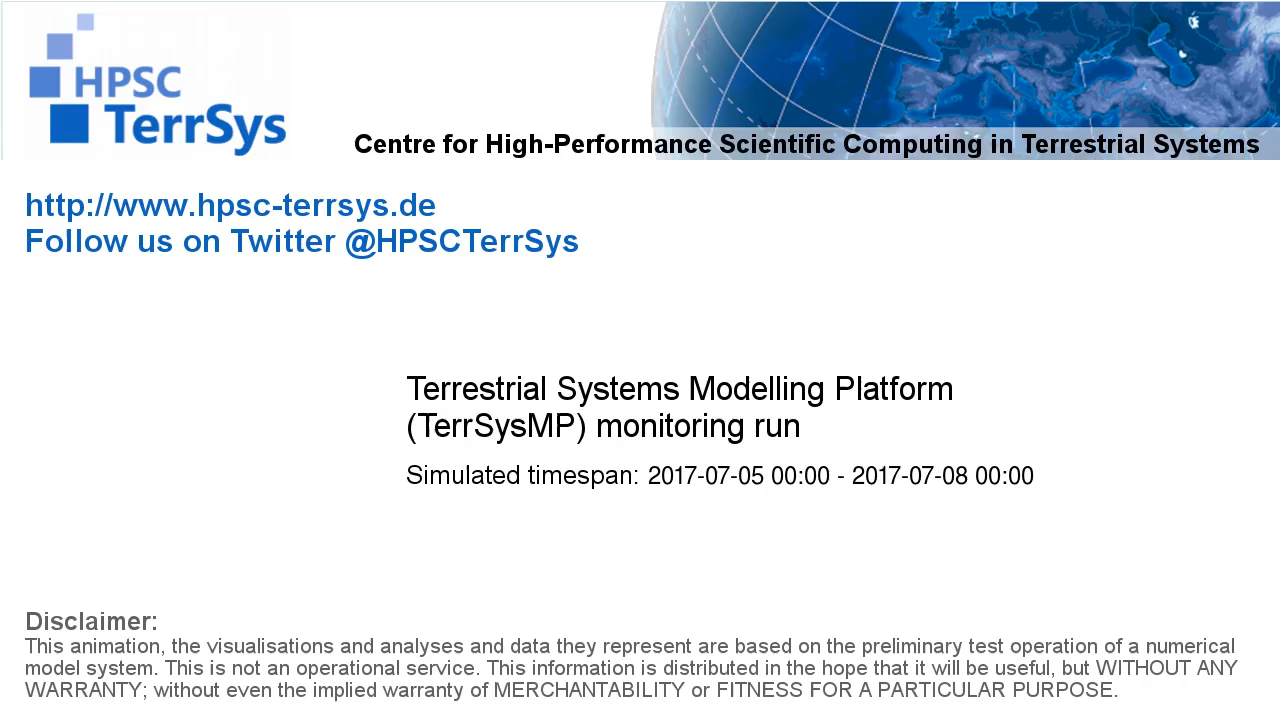 HPSC
TerrSys
Centre for High-Performance Scientific Computing in Terrestrial Systems
http://www.hpsc-terrsys.de
Follow us on Twitter @HPSCTerrSys
Terrestrial Systems Modelling Platform
(TerrSysMP) monitoring run
Simulated timespan: 2017-07-05 00:00 - 2017-07-08 00:00
Disclaimer:
This animation, the visualisations and analyses and data they represent are based on the preliminary test operation of a numerical
model system. This is not an operational service. This information is distributed in the hope that it will be useful, but WITHOUT ANY
WARRANTY; without even the implied warranty of MERCHANTABILITY or FITNESS FOR A PARTICULAR PURPOSE.